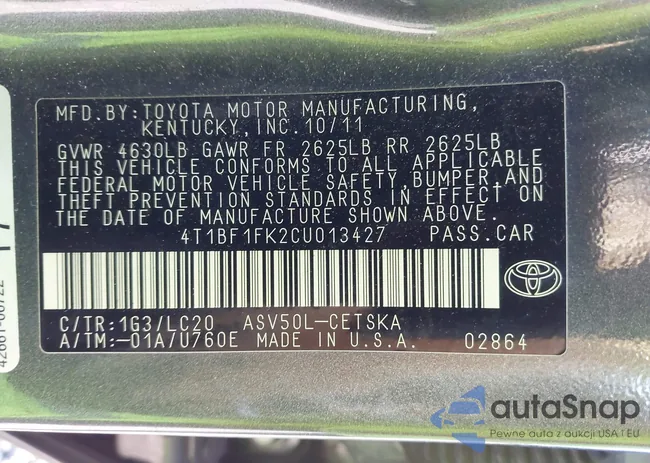 MFD.BY: TOYOTA MOTOR MANUFACTURING,
KENTUCKY, INC. 10/11
GVWR 4630LB GAWR FR 2625LB RR 2625LB
THIS VEHICLE CONFORMS TO ALL APPLICABLE
FEDERAL MOTOR VEHICLE SAFETY, BUMPER, AND
THEFT PREVENTION STANDARDS IN EFFECT ON
THE DATE OF MANUFACTURE SHOWN ABOVE.
4T1BF1FK2CU013427 PASS.CAR
C/TR: 1G3/LC20 ASV50L-CETSKA
A/TM: -01A/U760E MADE IN U.S.A. 02864
autaSnap
Pewne auta z aukcji USA i EU